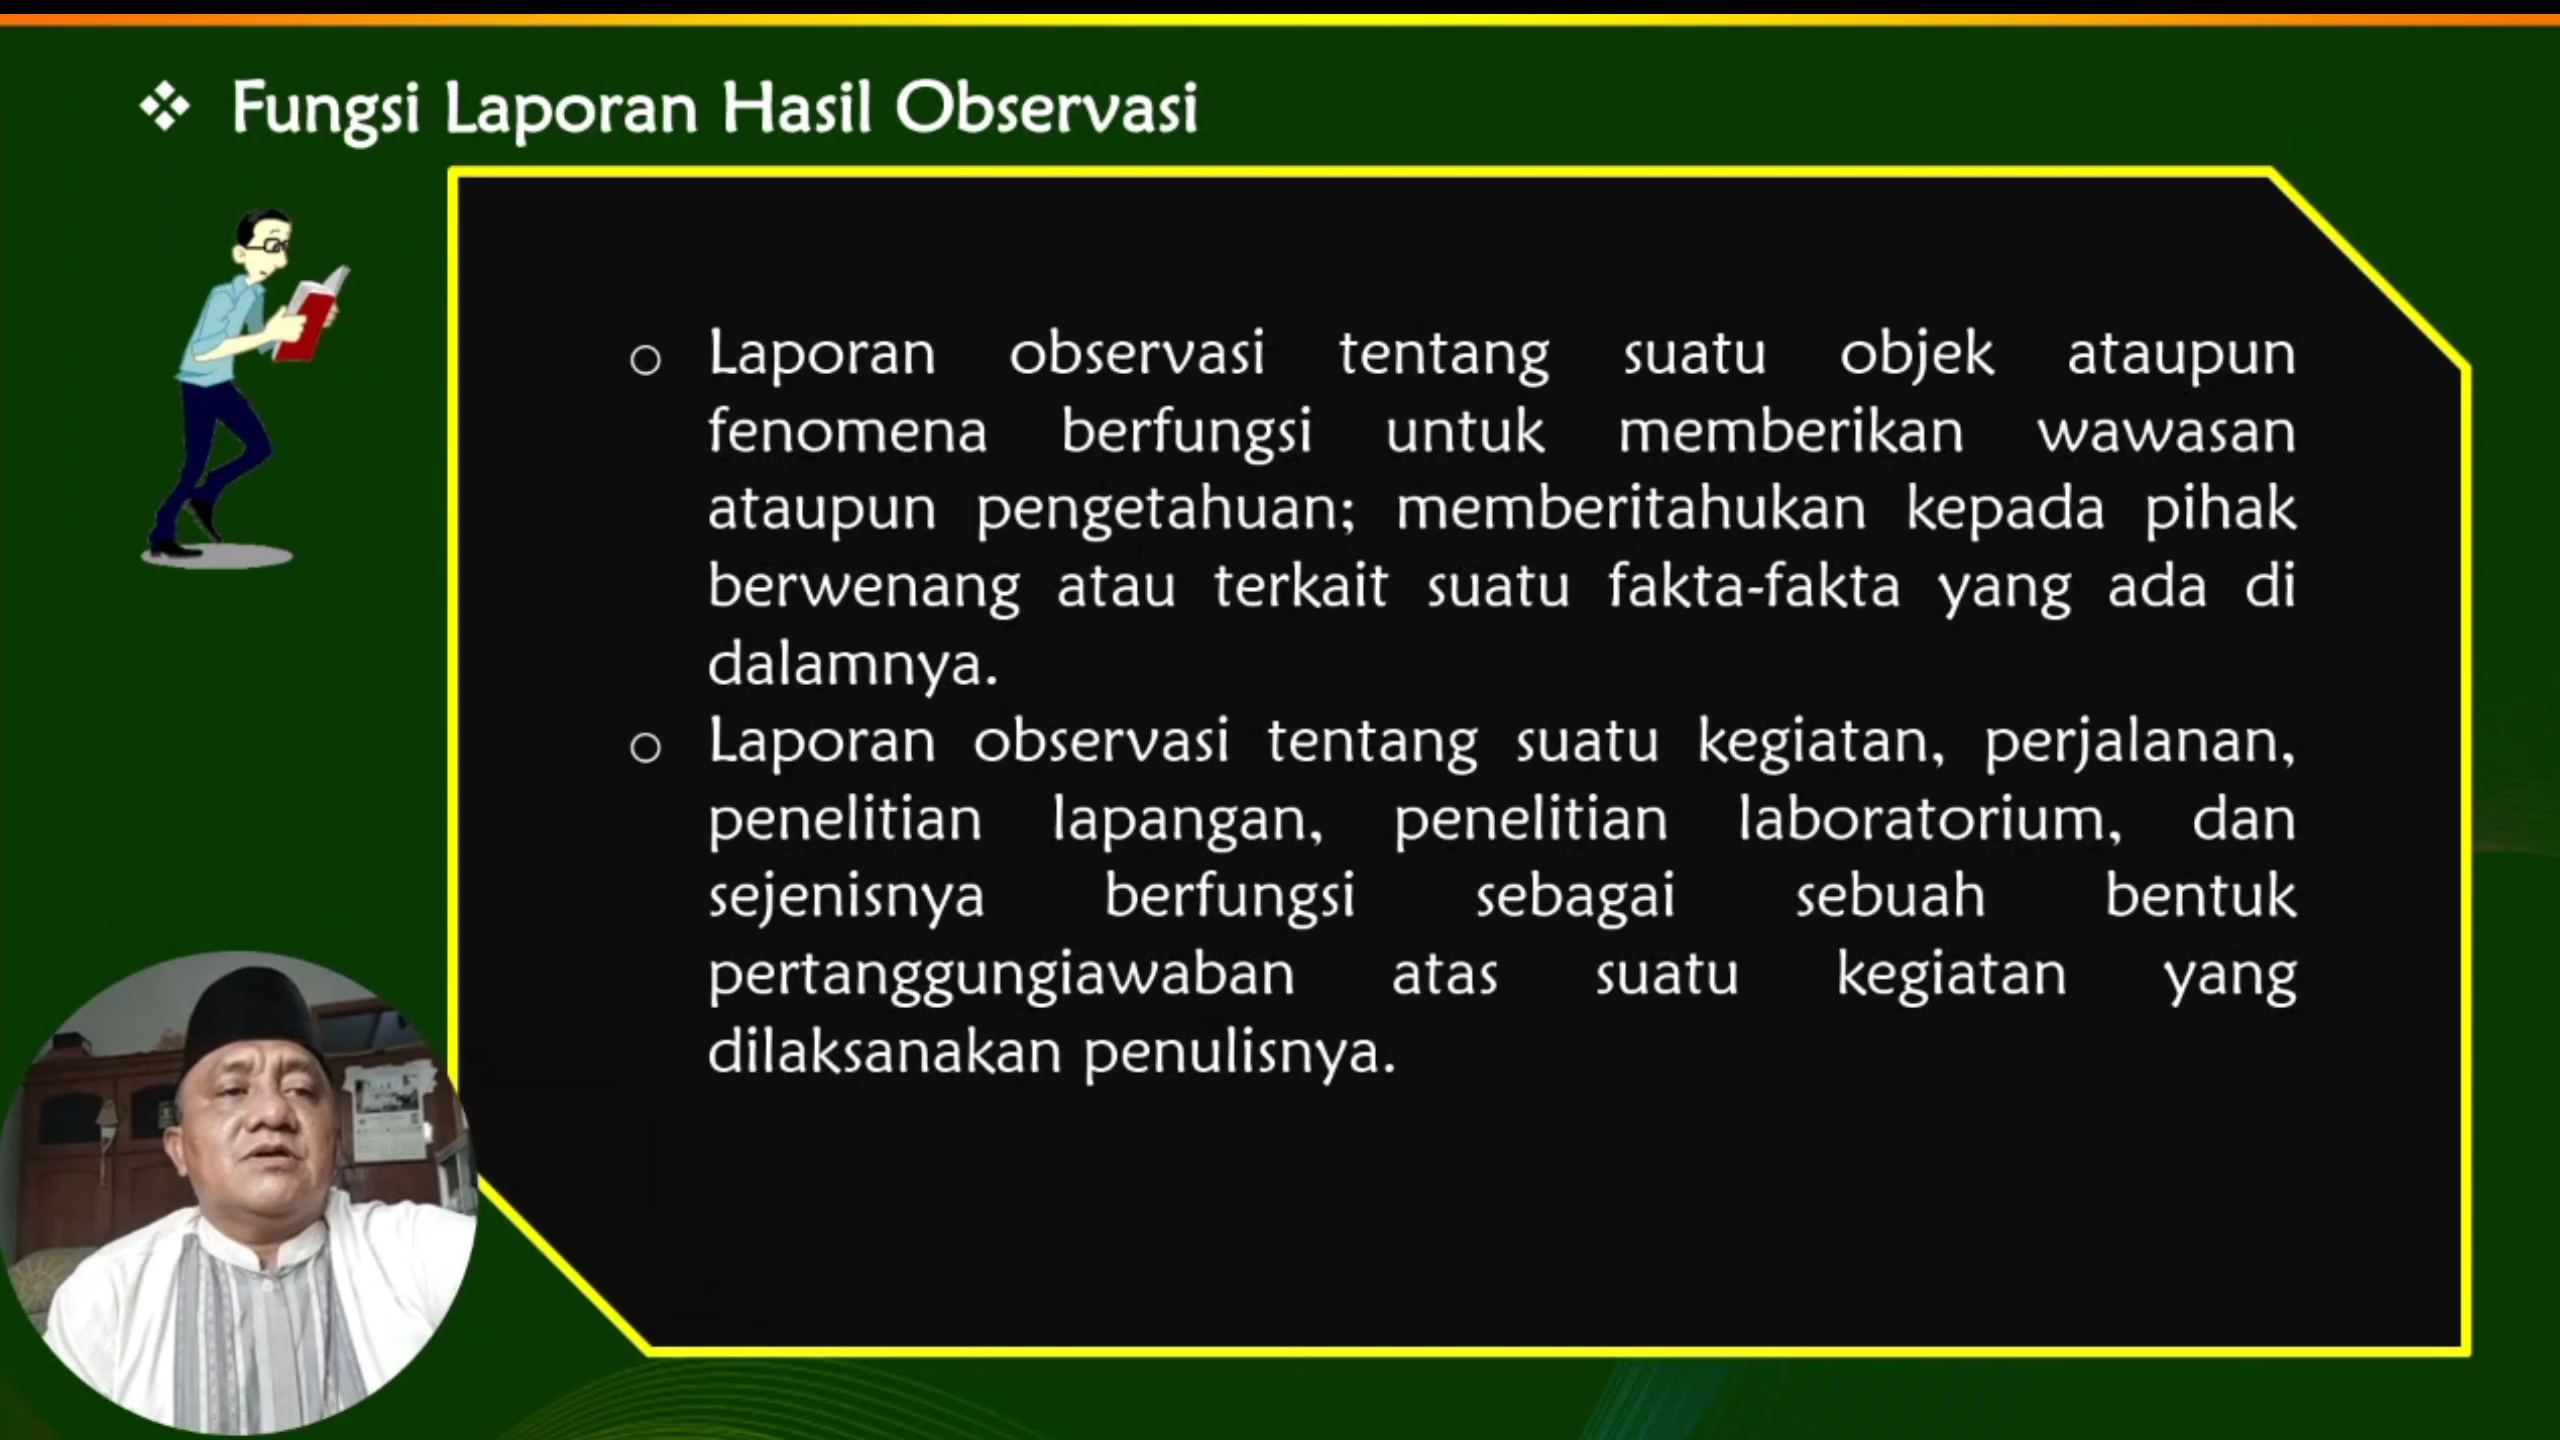 Fungsi Laporan Hasil Observasi
Laporan observasi tentang suatu objek ataupun
fenomena berfungsi untuk memberikan wawasan
ataupun pengetahuan; memberitahukan kepada pihak
berwenang atau terkait suatu fakta-fakta yang ada di
dalamnya.
Laporan observasi tentang suatu kegiatan, perjalanan,
penelitian lapangan, penelitian laboratorium, dan
sejenisnya berfungsi sebagai sebuah bentuk
pertanggungiawaban atas suatu kegiatan yang
dilaksanakan penulisnya.